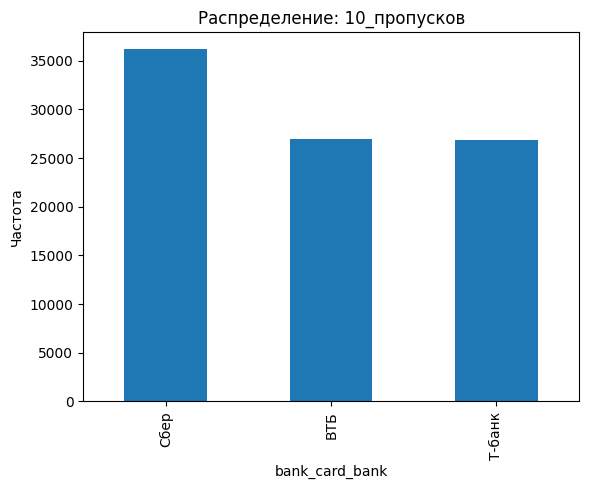 Распределение: 10_пропусков
Частота
35000
30000
25000
20000
15000
10000
5000
0
Сбер
ВТБ
Т-банк
bank_card_bank